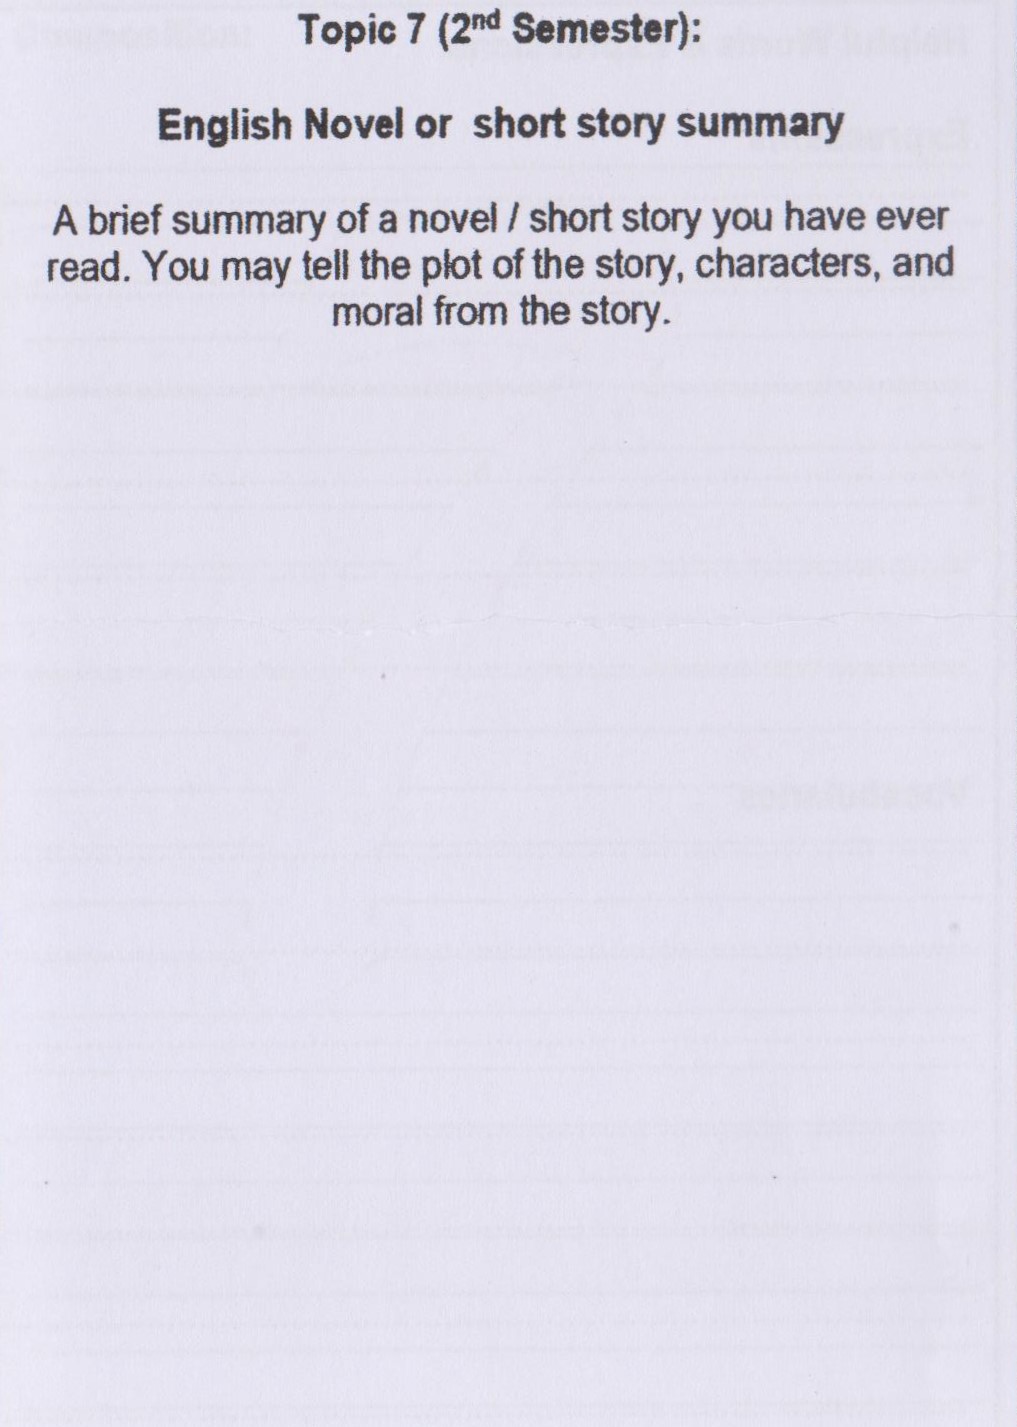 Topic 7 (2nd Semester):
English Novel or short story summary
A brief summary of a novel / short story you have ever
read. You may tell the plot of the story, characters, and
moral from the story.